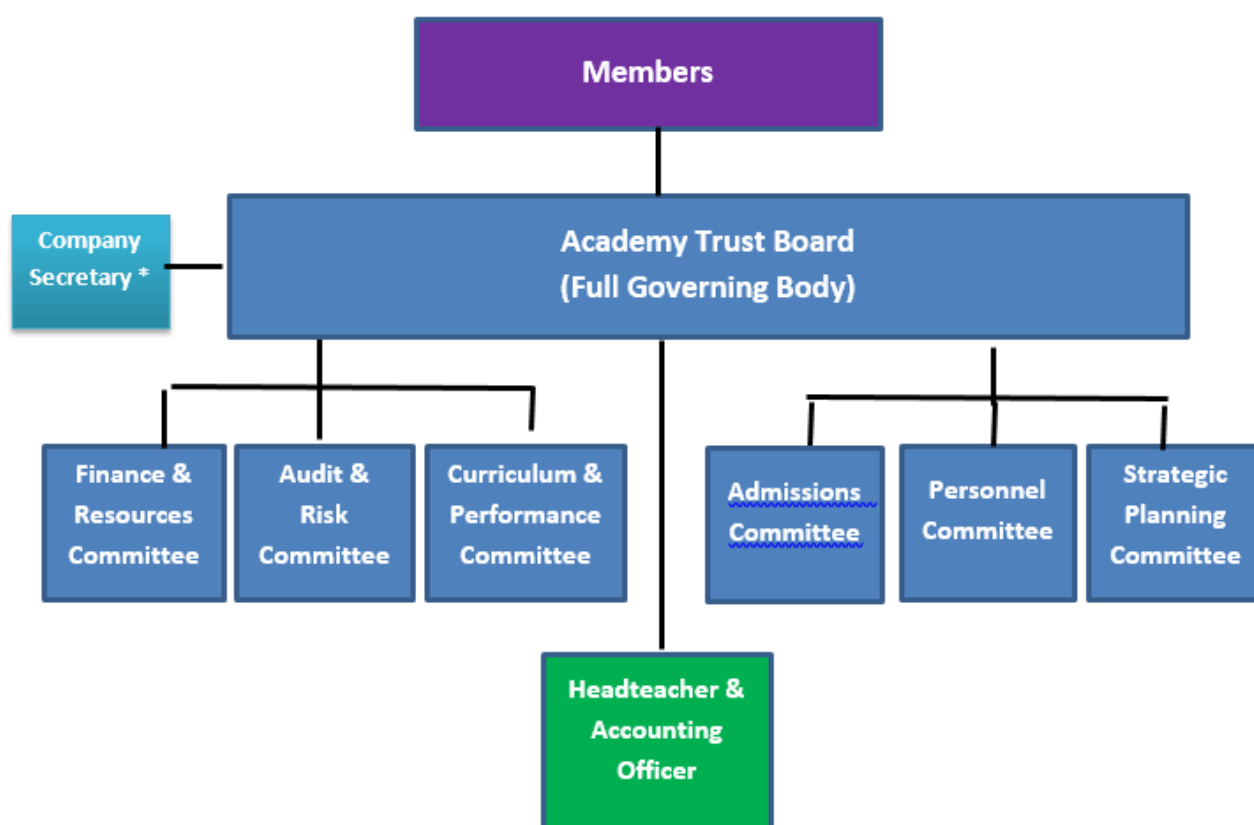 Members
Academy Trust Board
(Full Governing Body)
Company
Secretary *
Finance &
Resources
Committee
Audit &
Risk
Committee
Curriculum &
Performance
Committee
Admissions
Committee
Personnel
Committee
Strategic
Planning
Committee
Headteacher &
Accounting
Officer